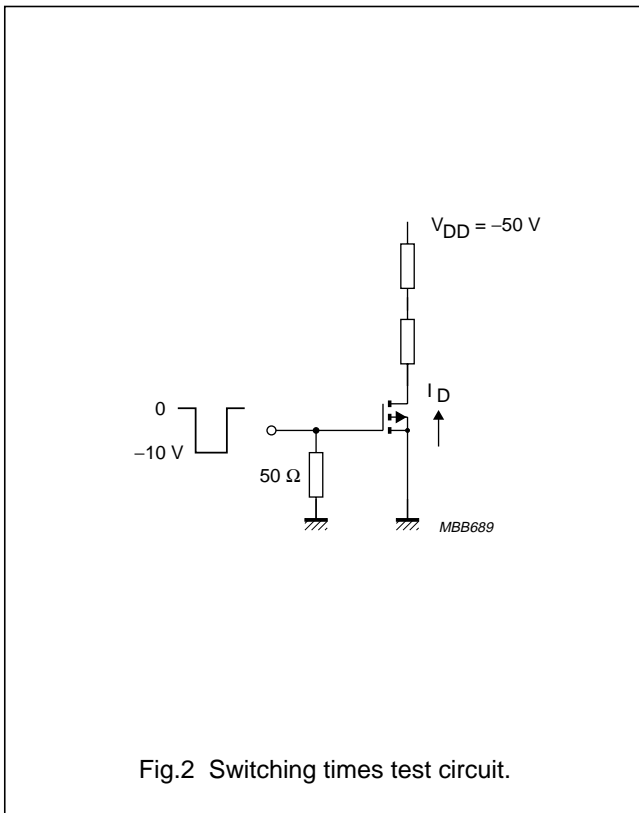 V_DD = −50 V
I_D
0
−10 V
50 Ω
MBB689
Fig.2 Switching times test circuit.